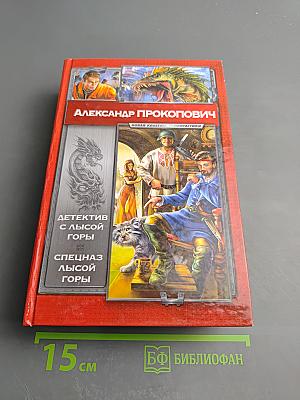 Александр ПРОКОПОВИЧ
ДЕТЕКТИВ
С ЛЫСОЙ
ГОРЫ
СПЕЦНАЗ
ЛЫСОЙ
ГОРЫ
15 см
БФ БИБЛИОФАН